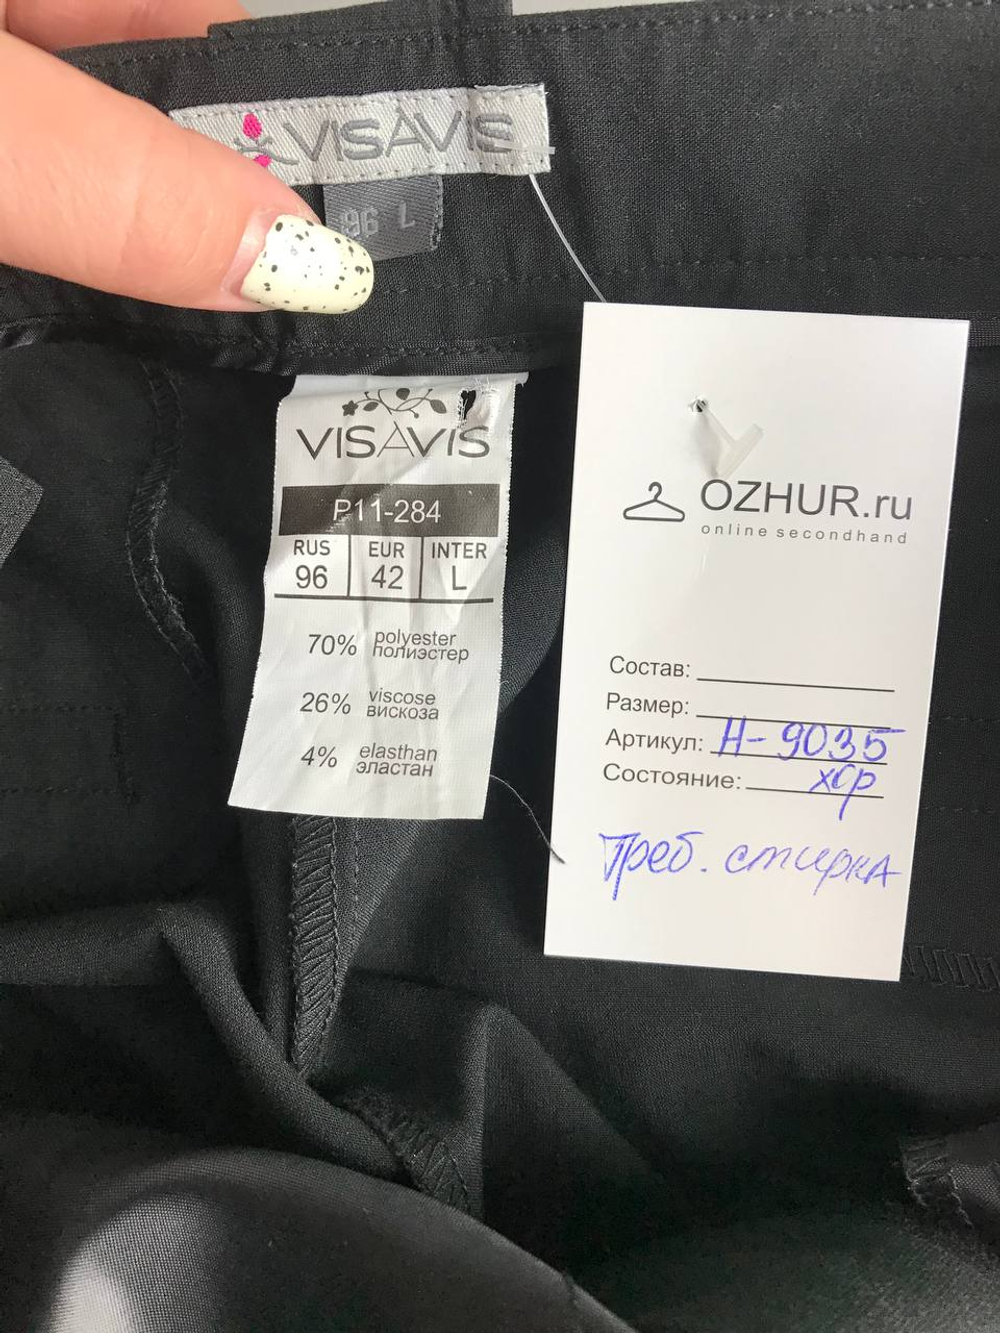 VISAVIS
96 L
VISAVIS
P11-284
RUS EUR INTER
96 42 L
70% polyester
полиэстер
26% viscose
вискоза
4% elasthan
эластан
OZHUR.ru
online secondhand
Состав:
Размер:
Артикул: Н-9035
Состояние: хор
Треб. стирка